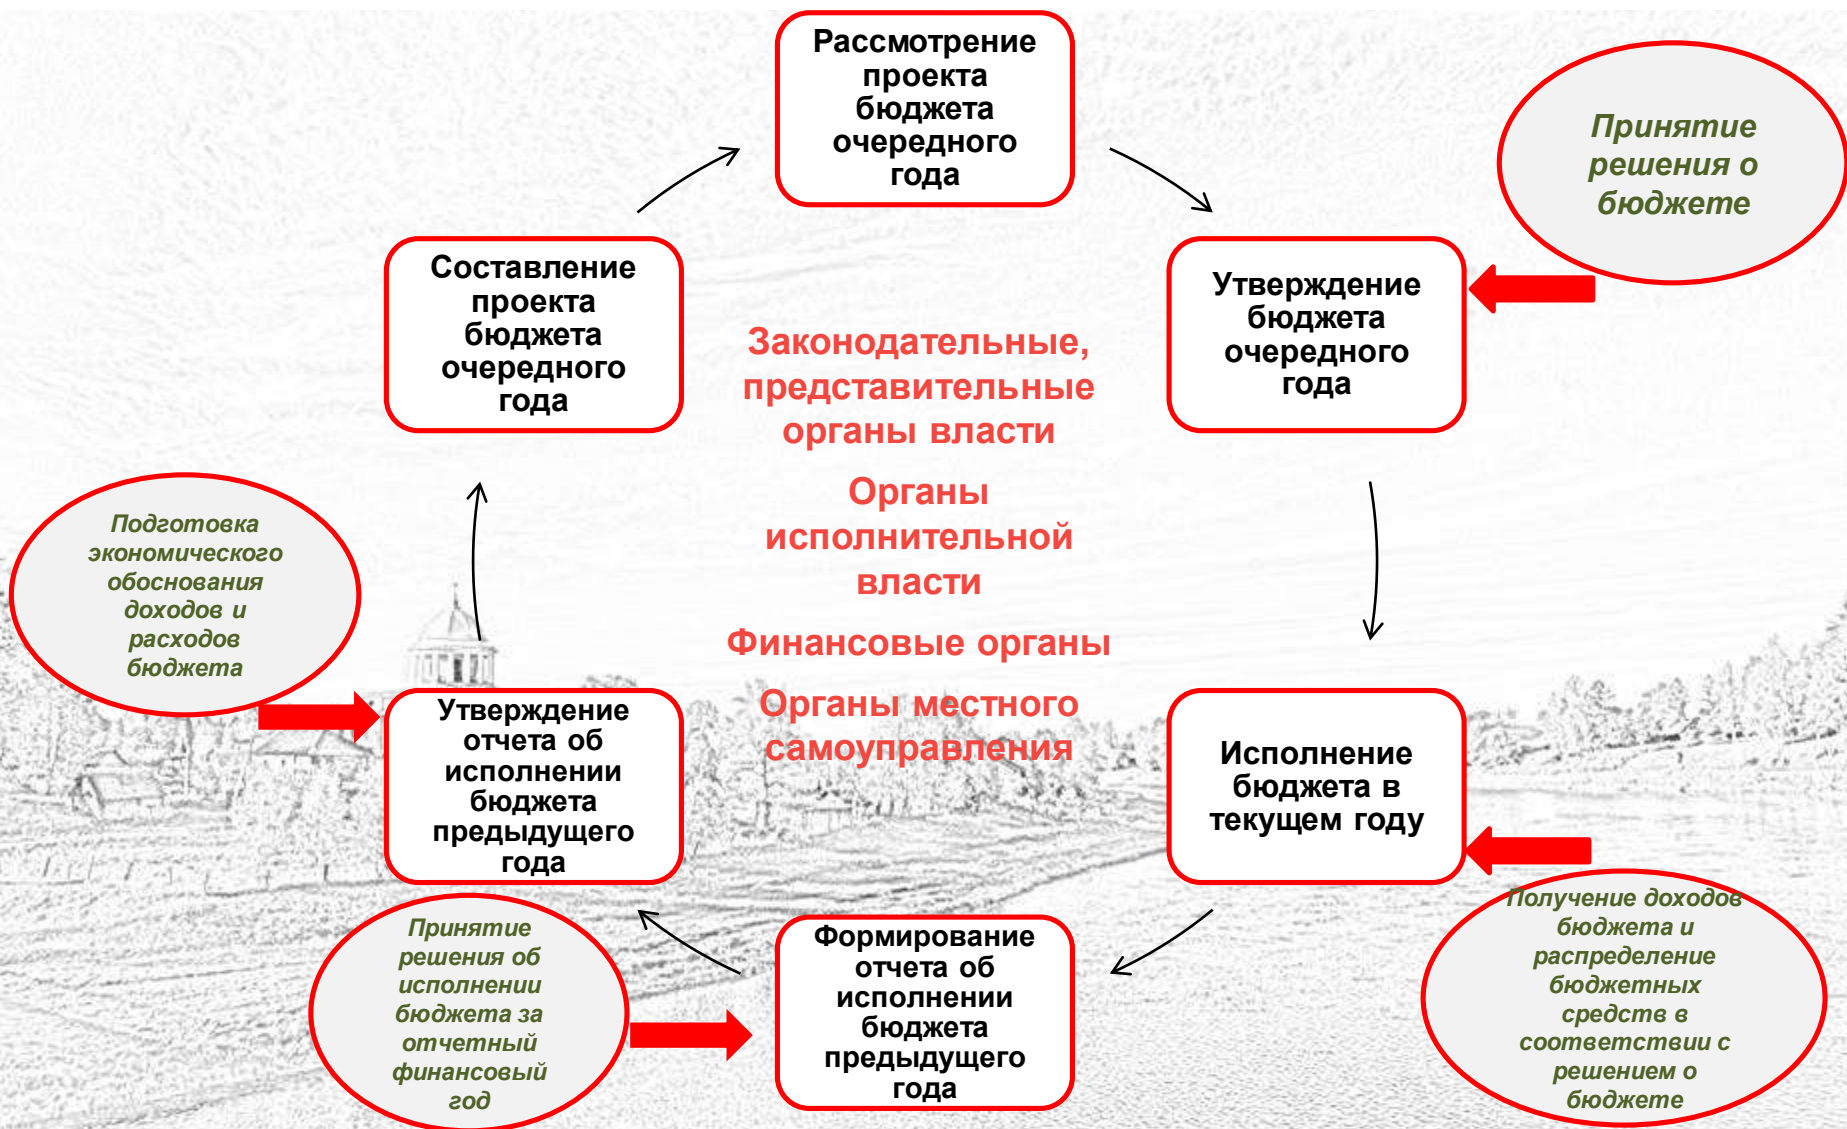 Рассмотрение
проекта
бюджета
очередного
года
Принятие
решения о
бюджете
Составление
проекта
бюджета
очередного
года
Утверждение
бюджета
очередного
года
Законодательные,
представительные
органы власти
Органы
исполнительной
власти
Финансовые органы
Органы местного
самоуправления
Подготовка
экономического
обоснования
доходов и
расходов
бюджета
Утверждение
отчета об
исполнении
бюджета
предыдущего
года
Исполнение
бюджета в
текущем году
Принятие
решения об
исполнении
бюджета за
отчетный
финансовый
год
Формирование
отчета об
исполнении
бюджета
предыдущего
года
Получение доходов
бюджета и
распределение
бюджетных
средств в
соответствии с
решением о
бюджете